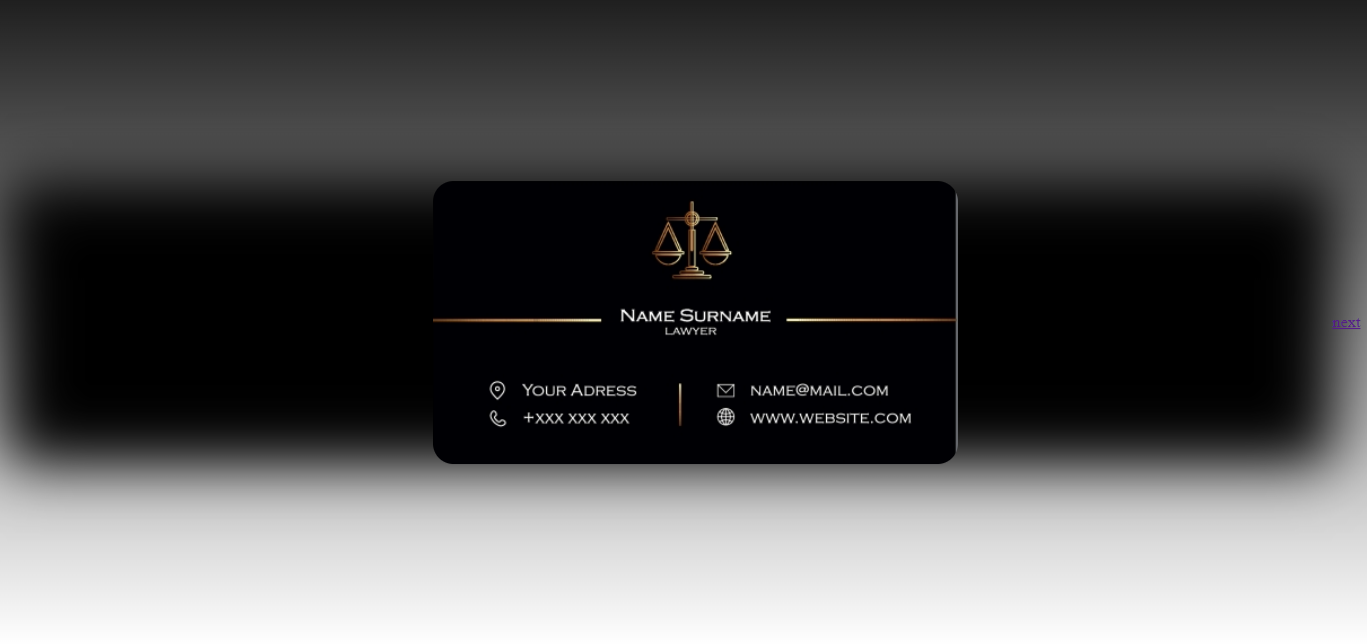 NAME SURNAME
LAWYER
YOUR ADRESS
+XXX XXX XXX
NAME@MAIL.COM
WWW.WEBSITE.COM
next